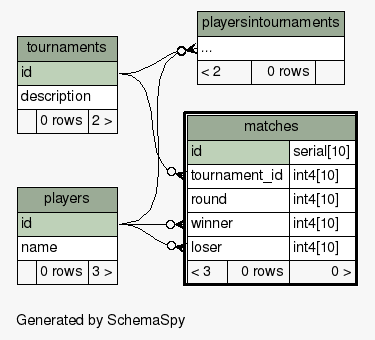 playersintournaments
...
< 2 0 rows
tournaments
id
description
0 rows 2 >
matches
id serial[10]
tournament_id int4[10]
round int4[10]
winner int4[10]
loser int4[10]
< 3 0 rows 0 >
players
id
name
0 rows 3 >
Generated by SchemaSpy